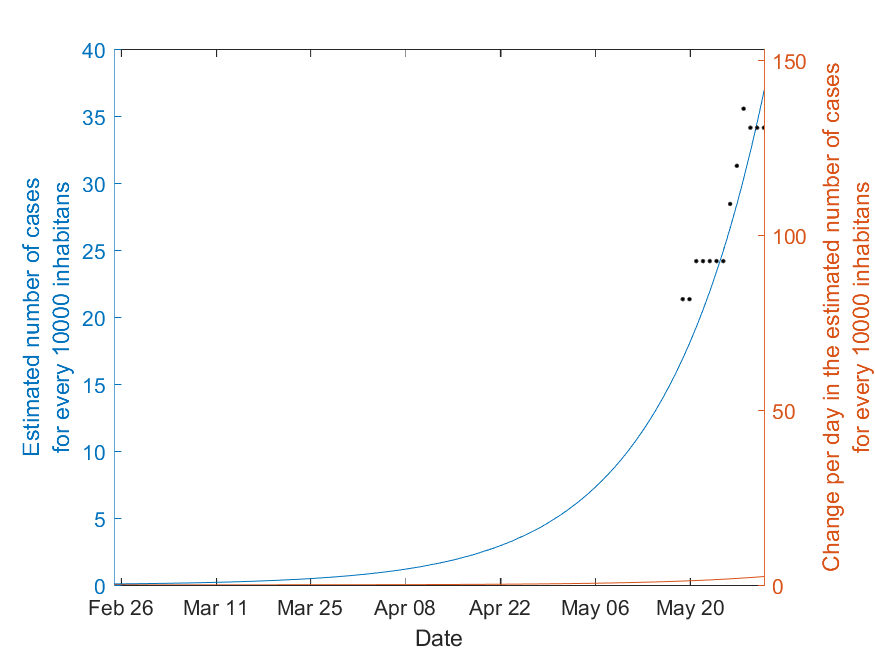 40
35
30
25
20
15
10
5
0
Estimated number of cases
for every 10000 inhabitans
150
100
50
0
Change per day in the estimated number of cases
for every 10000 inhabitans
Feb 26 Mar 11 Mar 25 Apr 08 Apr 22 May 06 May 20
Date